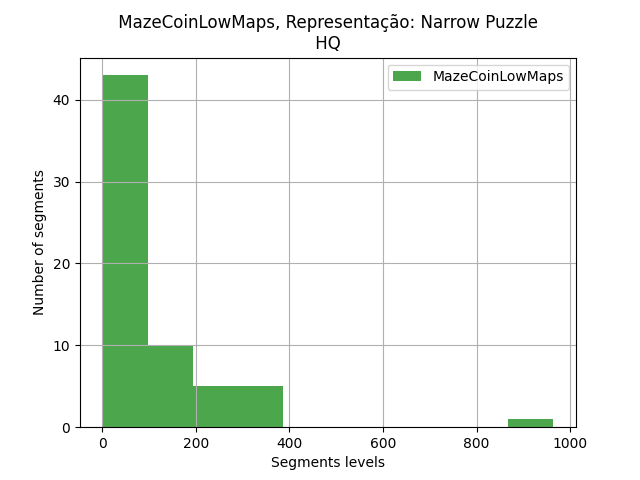 MazeCoinLowMaps, Representação: Narrow Puzzle
HQ
MazeCoinLowMaps
Number of segments
40
30
20
10
0
0 200 400 600 800 1000
Segments levels